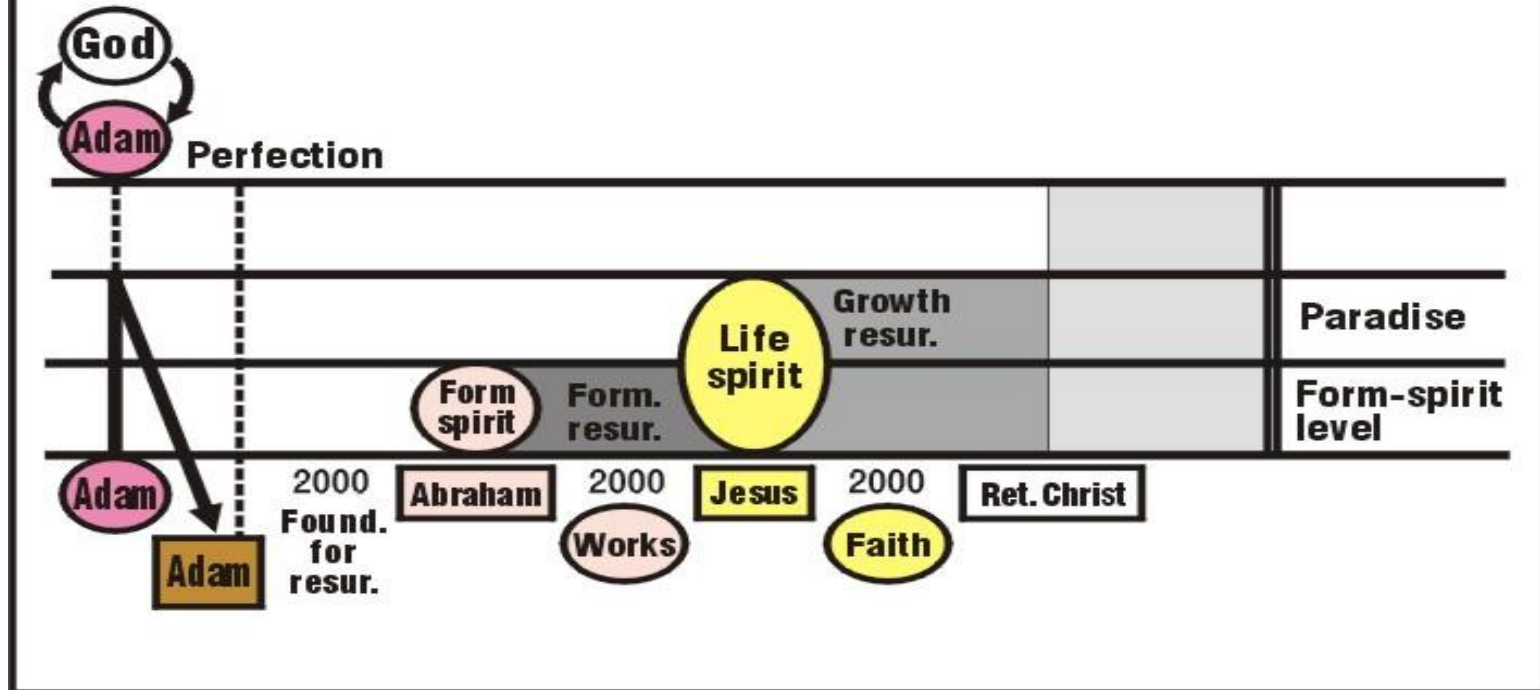 God
Adam
Perfection
Growth
resur.
Life
spirit
Paradise
Form
spirit
Form.
resur.
Form-spirit
level
Adam
2000
Found.
for
resur.
Abraham
2000
Works
Jesus
2000
Faith
Ret. Christ
Adam